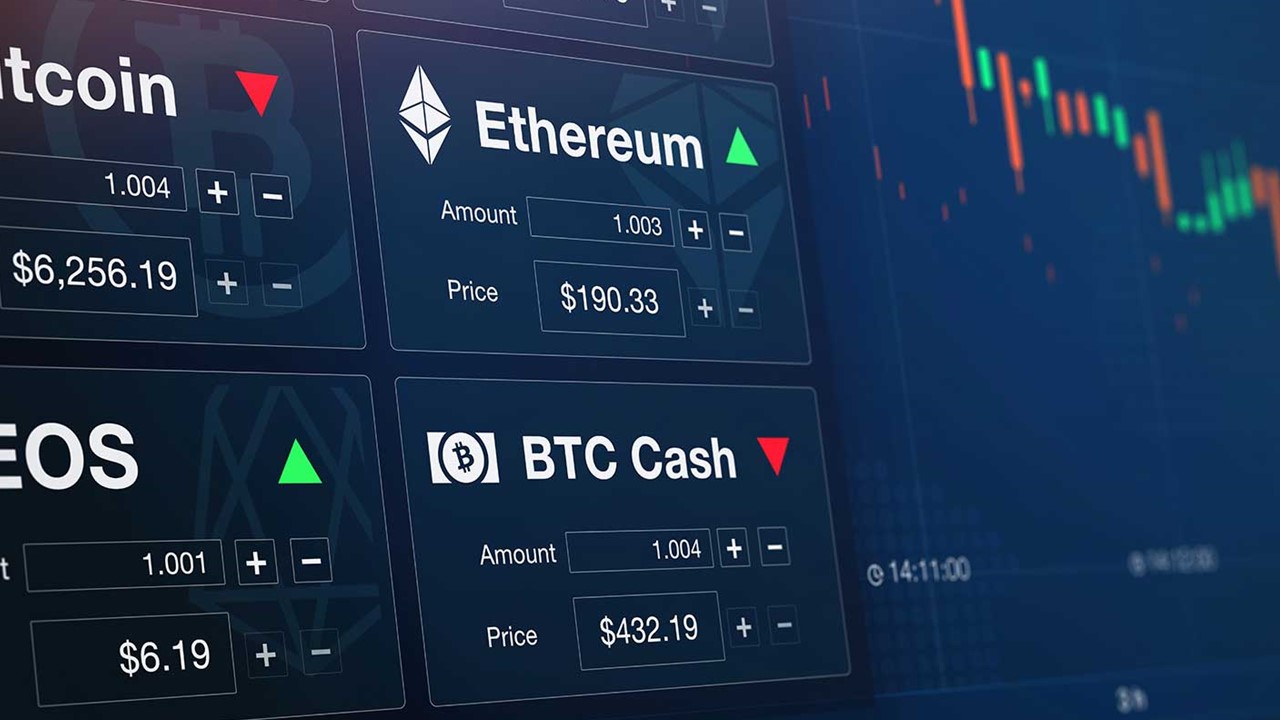 itcoin
1.004 + −
$6,256.19 + −
Ethereum
Amount 1.003 + −
Price $190.33 + −
EOS
t 1.001 + −
$6.19 + −
BTC Cash
Amount 1.004 + −
Price $432.19 + −
14:11:00